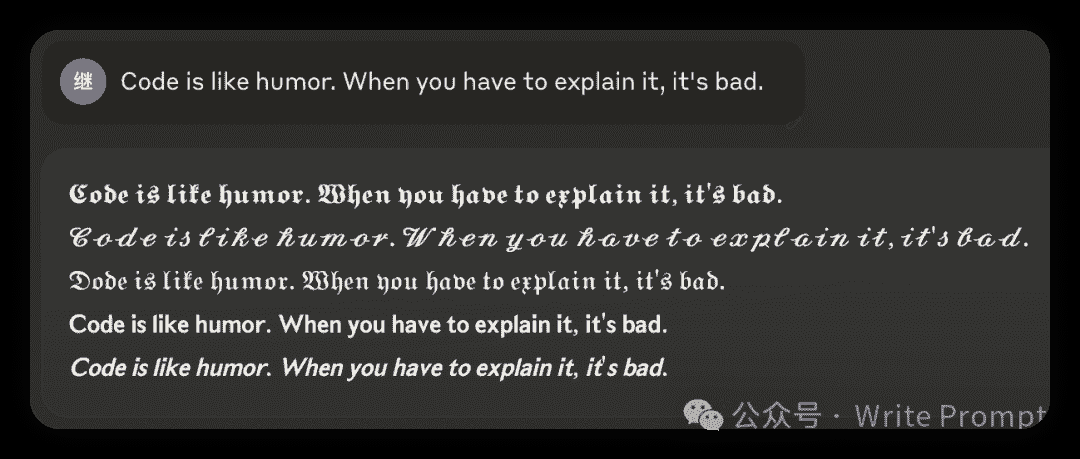 继
Code is like humor. When you have to explain it, it's bad.
𝕮𝖔𝖉𝖊 𝖎𝖘 𝖑𝖎𝖐𝖊 𝖍𝖚𝖒𝖔𝖗. 𝖂𝖍𝖊𝖓 𝖞𝖔𝖚 𝖍𝖆𝖛𝖊 𝖙𝖔 𝖊𝖝𝖕𝖑𝖆𝖎𝖓 𝖎𝖙, 𝖎𝖙'𝖘 𝖇𝖆𝖉.
𝓒𝓸𝓭𝓮 𝓲𝓼 𝓵𝓲𝓴𝓮 𝓱𝓾𝓶𝓸𝓻. 𝓦𝓱𝓮𝓷 𝔂𝓸𝓾 𝓱𝓪𝓿𝓮 𝓽𝓸 𝓮𝔁𝓹𝓵𝓪𝓲𝓷 𝓲𝓽, 𝓲𝓽'𝓼 𝓫𝓪𝓭.
𝔇𝔬𝔡𝔢 𝔦𝔰 𝔩𝔦𝔨𝔢 𝔥𝔲𝔪𝔬𝔯. 𝔚𝔥𝔢𝔫 𝔶𝔬𝔲 𝔥𝔞𝔳𝔢 𝔱𝔬 𝔢𝔵𝔭𝔩𝔞𝔦𝔫 𝔦𝔱, 𝔦𝔱'𝔰 𝔟𝔞𝔡.
Code is like humor. When you have to explain it, it's bad.
Code is like humor. When you have to explain it, it's bad.
公众号 · Write Prompt